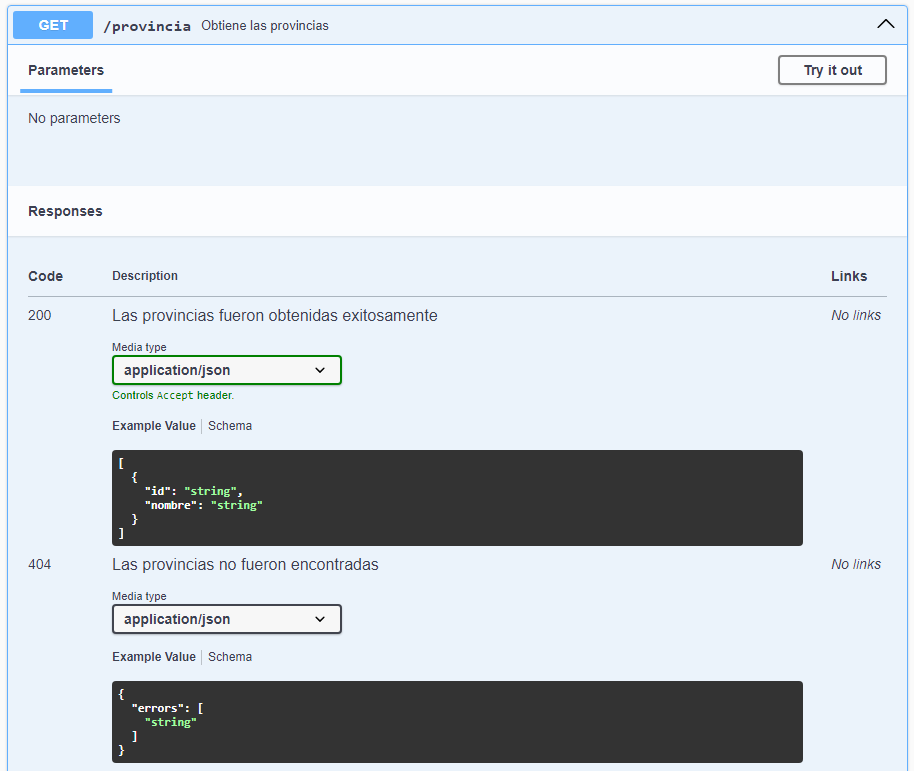 GET /provincia Obtiene las provincias
Parameters
Try it out
No parameters
Responses
Code Description Links
200 Las provincias fueron obtenidas exitosamente No links
Media type
application/json
Controls Accept header.
Example Value Schema
[
  {
    "id": "string",
    "nombre": "string"
  }
]
404 Las provincias no fueron encontradas No links
Media type
application/json
Example Value Schema
{
  "errors": [
    "string"
  ]
}